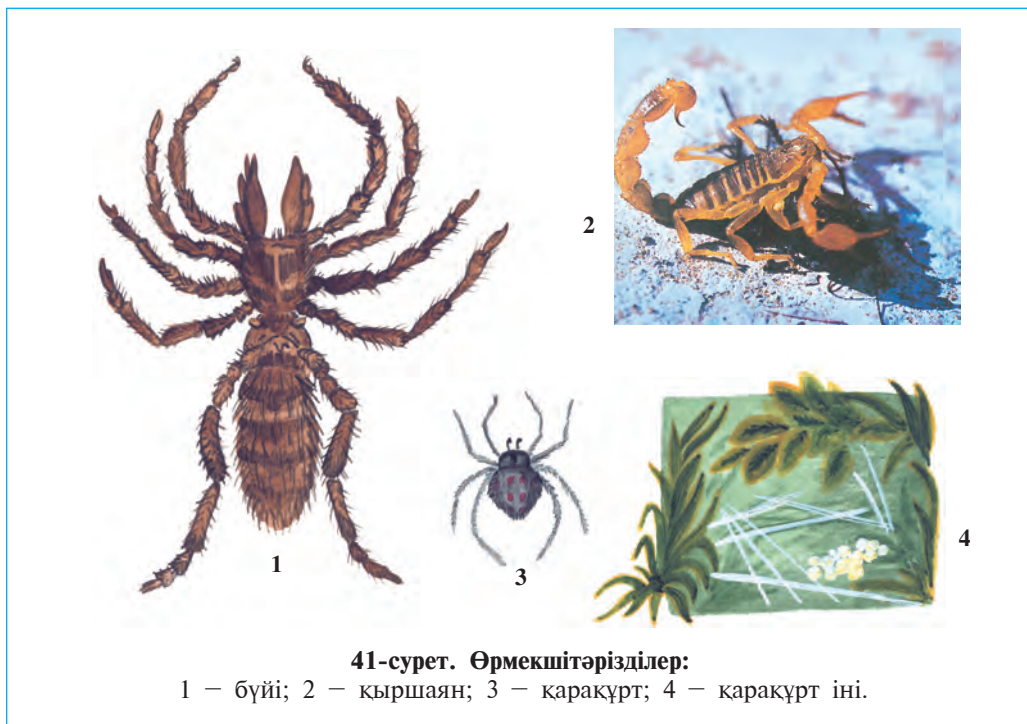 2
1
3
4
41-сурет. Өрмекшітәрізділер:
1 — бүйі; 2 — қыршаян; 3 — қарақұрт; 4 — қарақұрт іні.